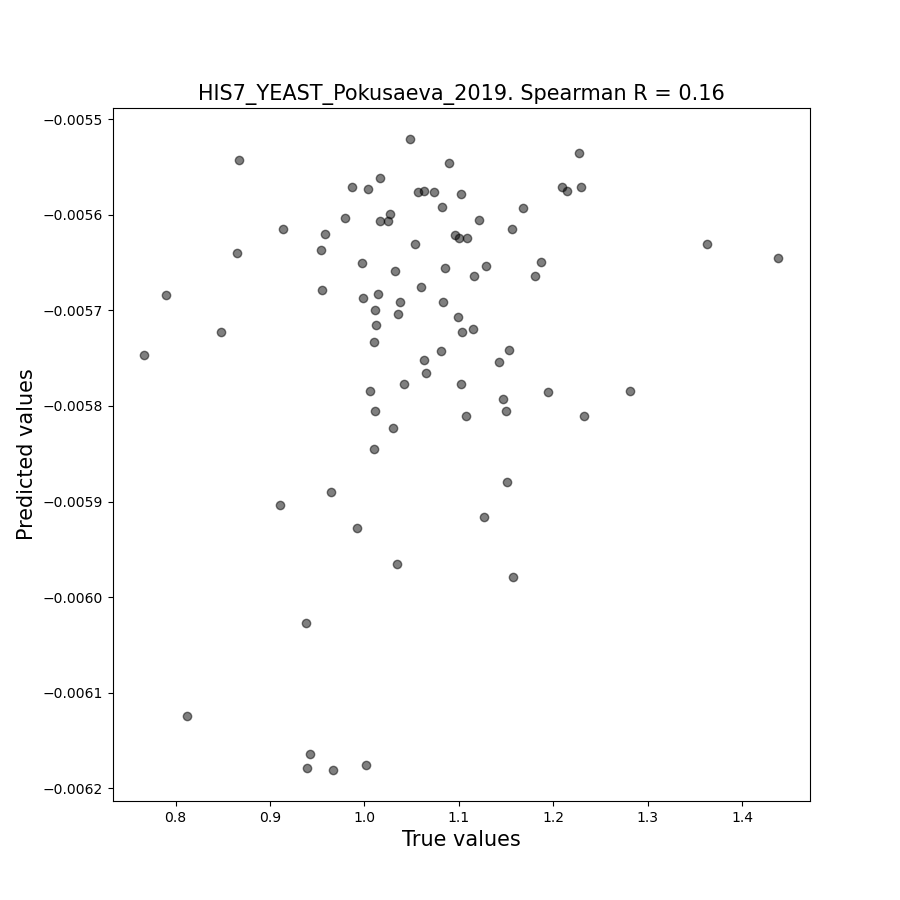 HIS7_YEAST_Pokusaeva_2019. Spearman R = 0.16
Predicted values
−0.0055
−0.0056
−0.0057
−0.0058
−0.0059
−0.0060
−0.0061
−0.0062
0.8 0.9 1.0 1.1 1.2 1.3 1.4
True values